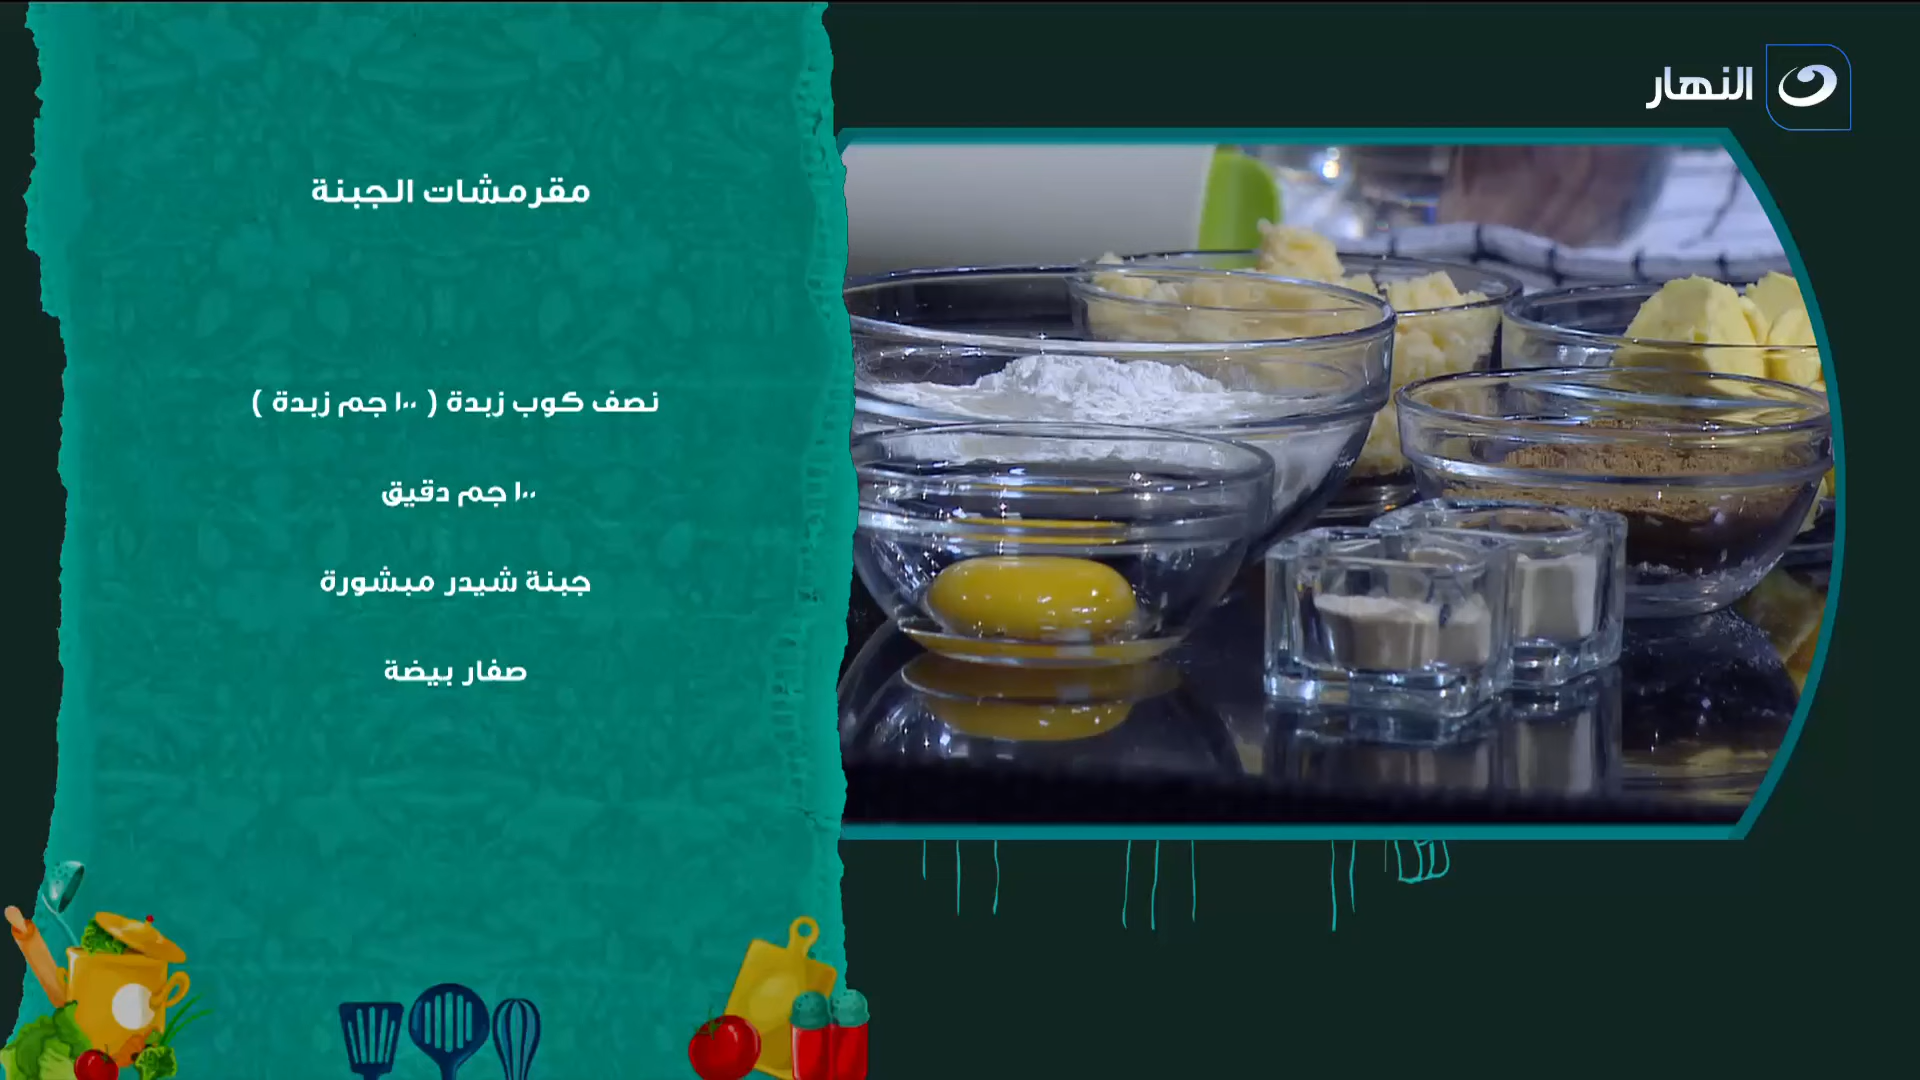 النهار
مقرمشات الجبنة
نصف كوب زبدة ( ١٠٠ جم زبدة )
١٠٠ جم دقيق
جبنة شيدر مبشورة
صفار بيضة